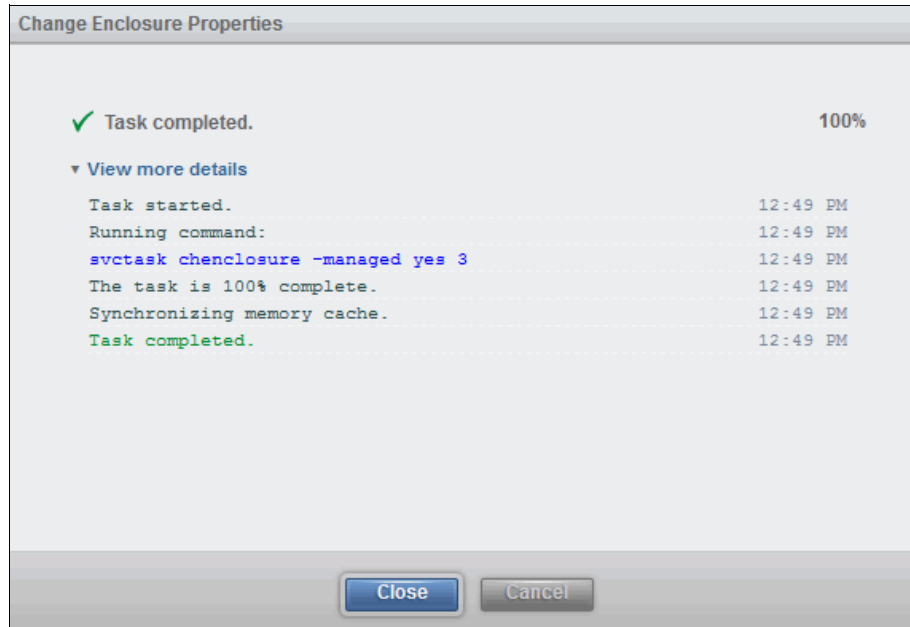 Change Enclosure Properties
Task completed. 100%
View more details
Task started. 12:49 PM
Running command: 12:49 PM
svctask chenclosure -managed yes 3 12:49 PM
The task is 100% complete. 12:49 PM
Synchronizing memory cache. 12:49 PM
Task completed. 12:49 PM
Close Cancel